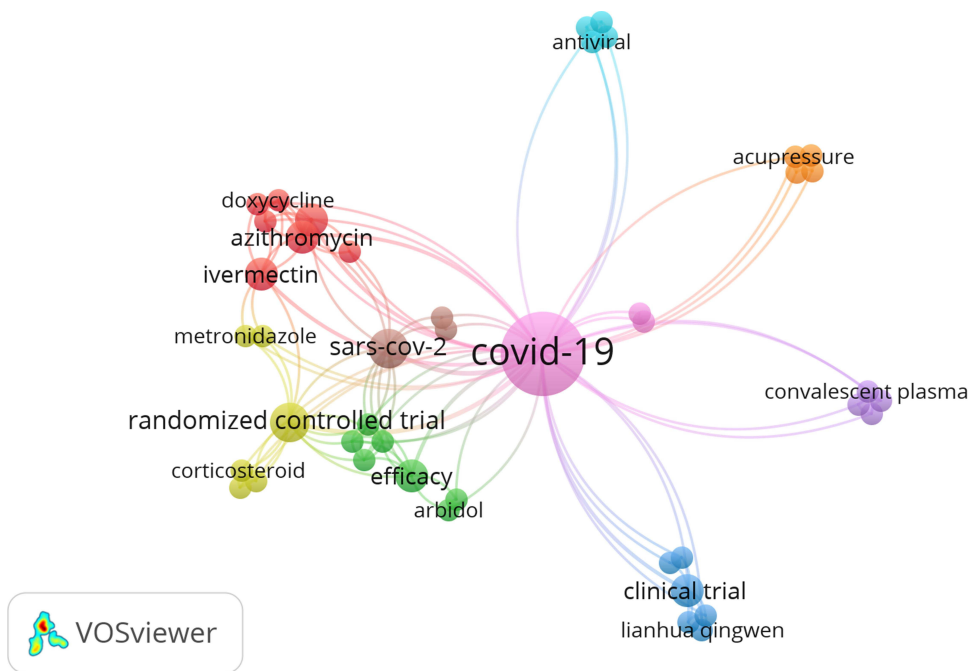 antiviral
acupressure
doxycycline
azithromycin
ivermectin
metronidazole
sars-cov-2
covid-19
convalescent plasma
randomized controlled trial
corticosteroid
efficacy
arbidol
clinical trial
lianhua qingwen
VOSviewer